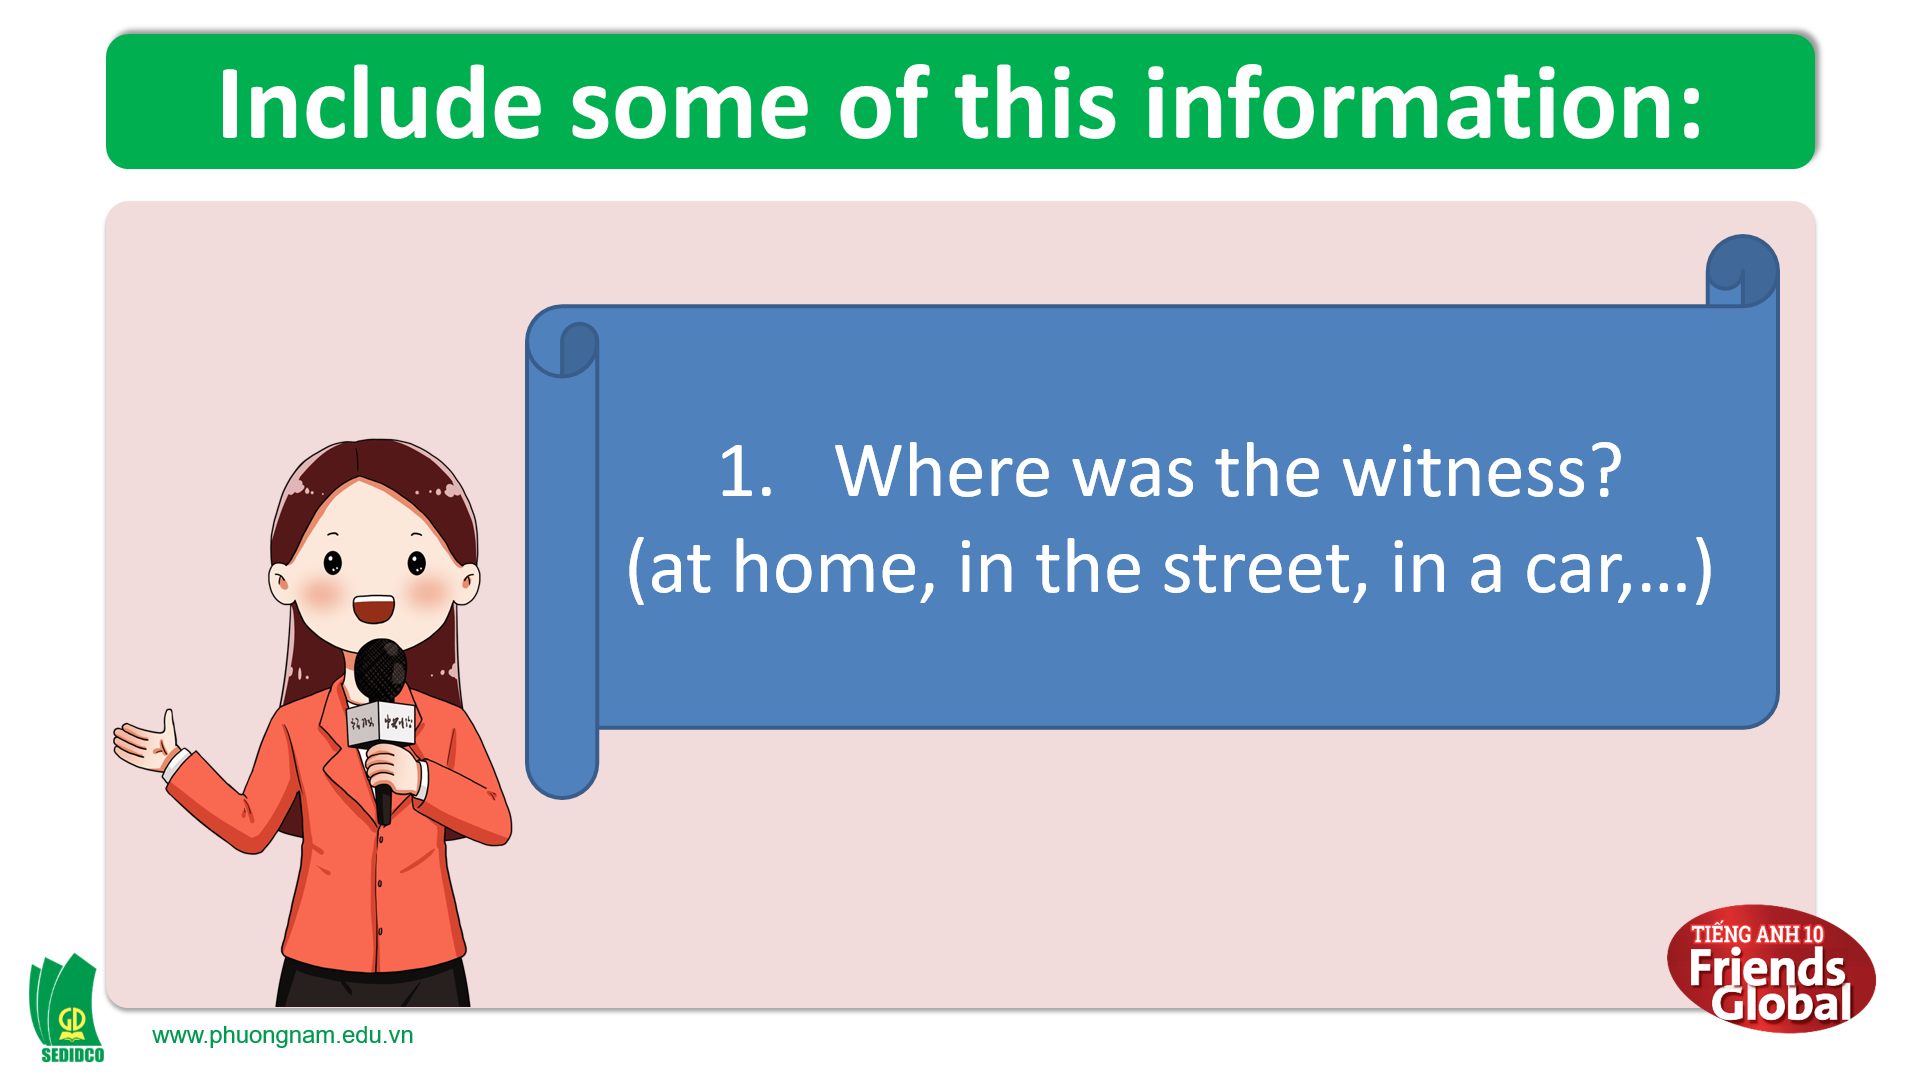 Include some of this information:
1. Where was the witness?
(at home, in the street, in a car,...)
TIẾNG ANH 10
Friends
Global
GD
SEDIDCO
www.phuongnam.edu.vn